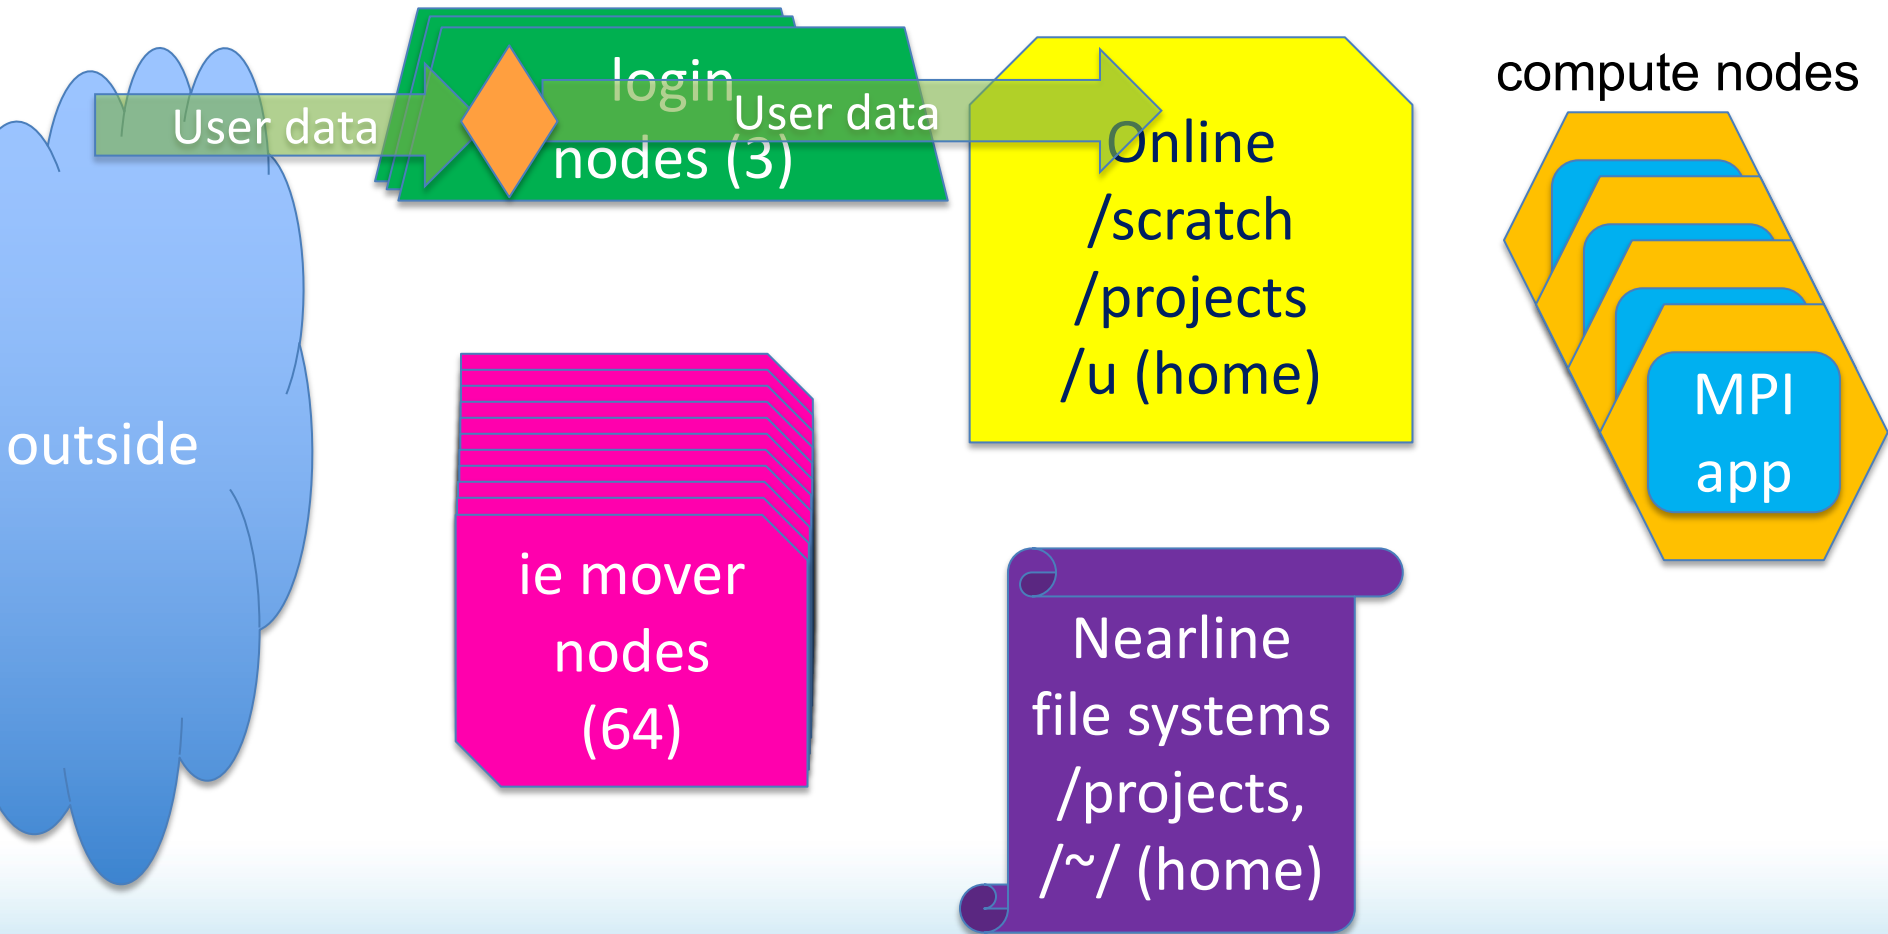 outside
User data
login
nodes (3)
User data
Online
/scratch
/projects
/u (home)
compute nodes
MPI
app
ie mover
nodes
(64)
Nearline
file systems
/projects,
/~/ (home)